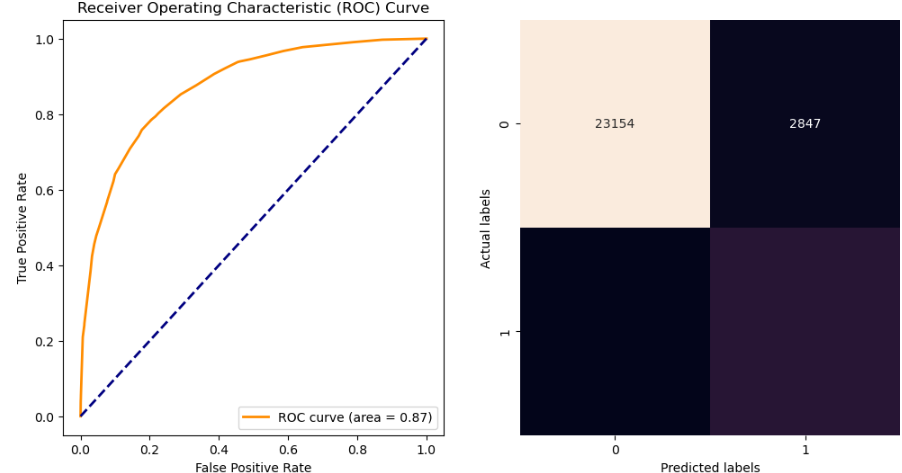 Receiver Operating Characteristic (ROC) Curve
1.0
0.8
0.6
0.4
0.2
0.0
True Positive Rate
0.0 0.2 0.4 0.6 0.8 1.0
False Positive Rate
ROC curve (area = 0.87)
Actual labels
0
23154 2847
1
0 1
Predicted labels